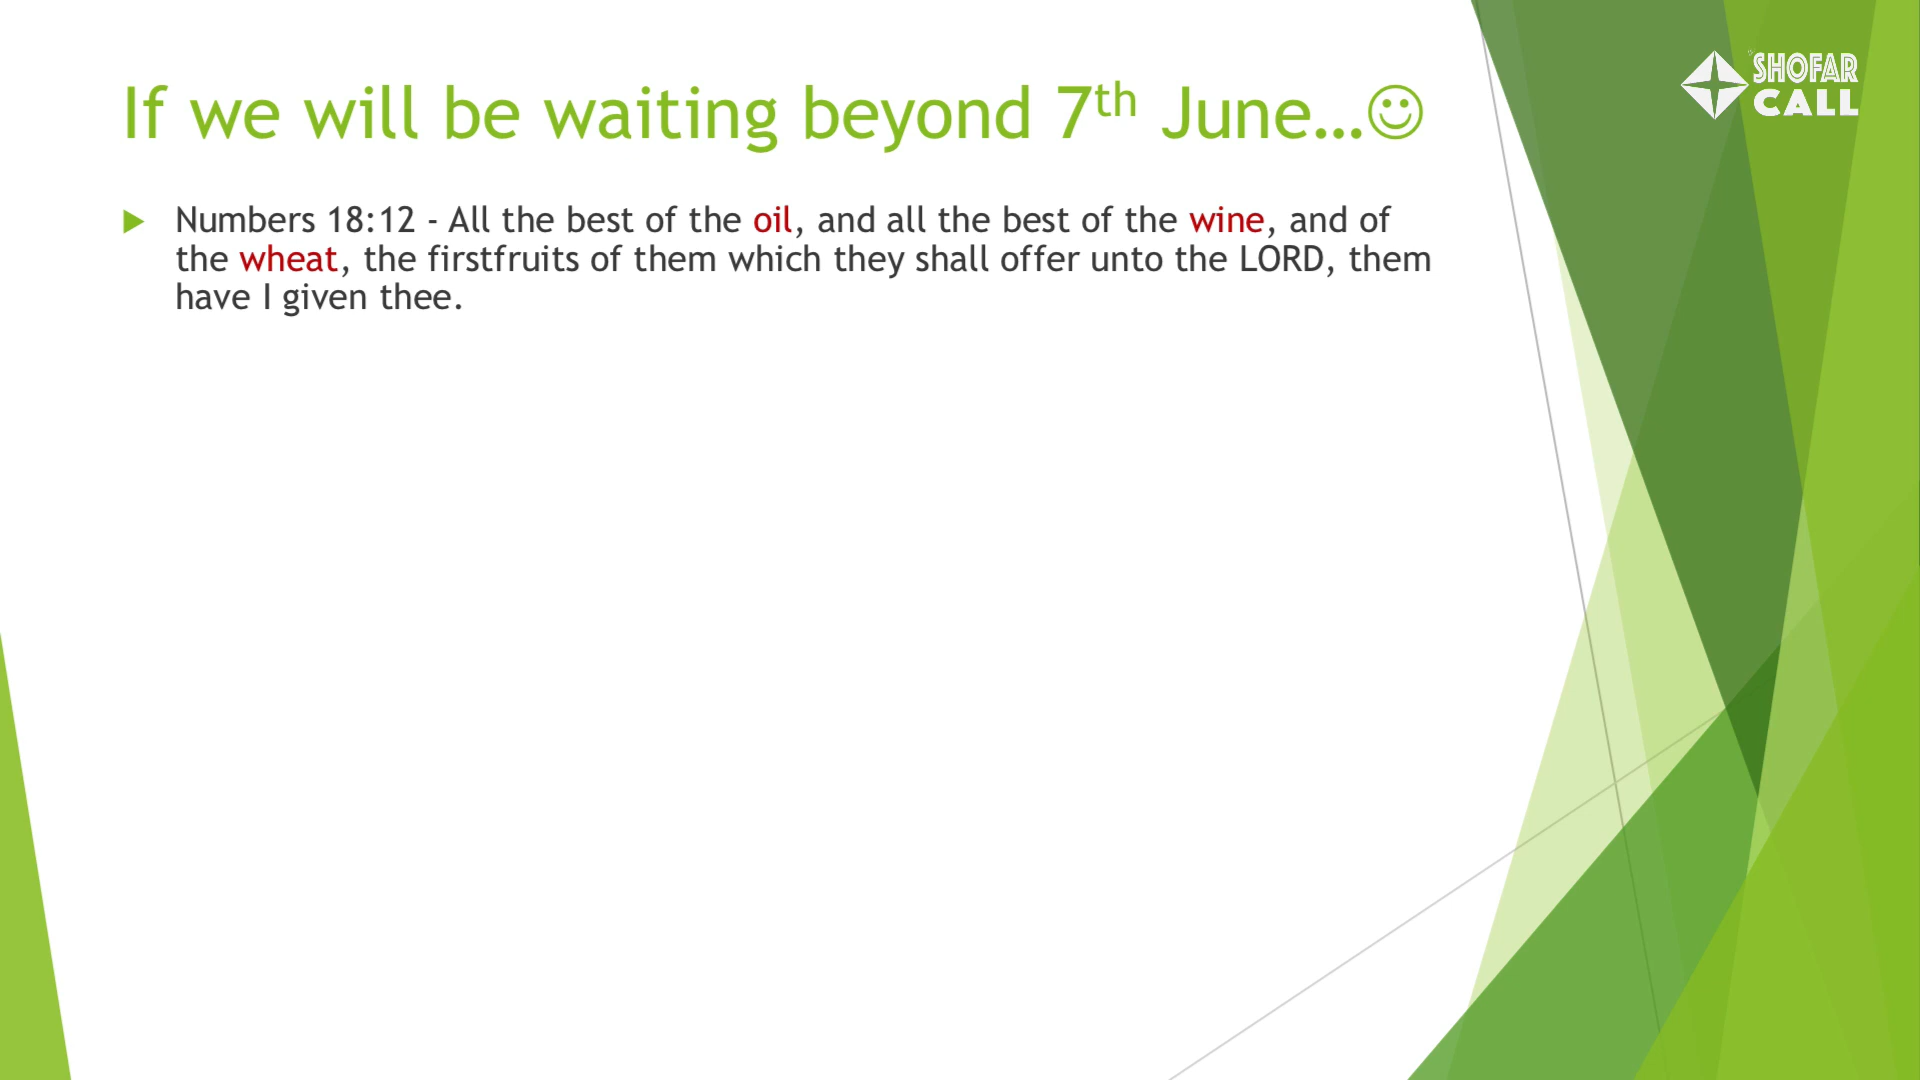 If we will be waiting beyond 7th June...☺
Numbers 18:12 - All the best of the oil, and all the best of the wine, and of
the wheat, the firstfruits of them which they shall offer unto the LORD, them
have I given thee.
SHOFAR
CALL